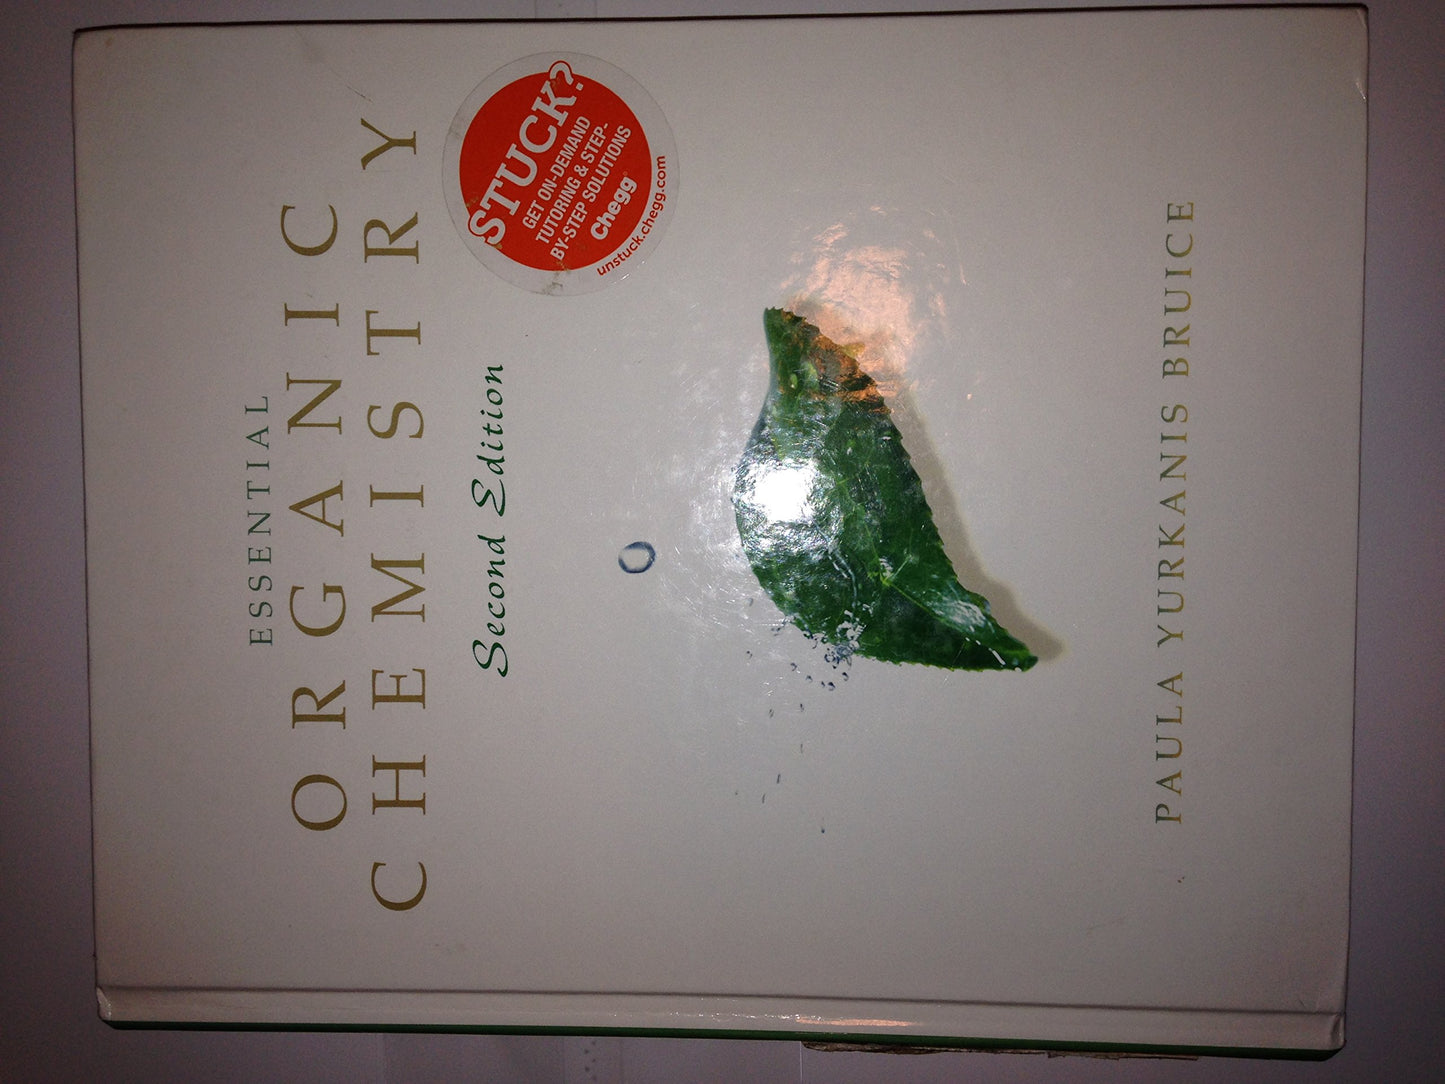 ESSENTIAL
ORGANIC
CHEMISTRY
Second Edition
STUCK?
GET ON-DEMAND
TUTORING & STEP-
BY-STEP SOLUTIONS
Chegg
unstuck.chegg.com
PAULA YURKANIS BRUICE